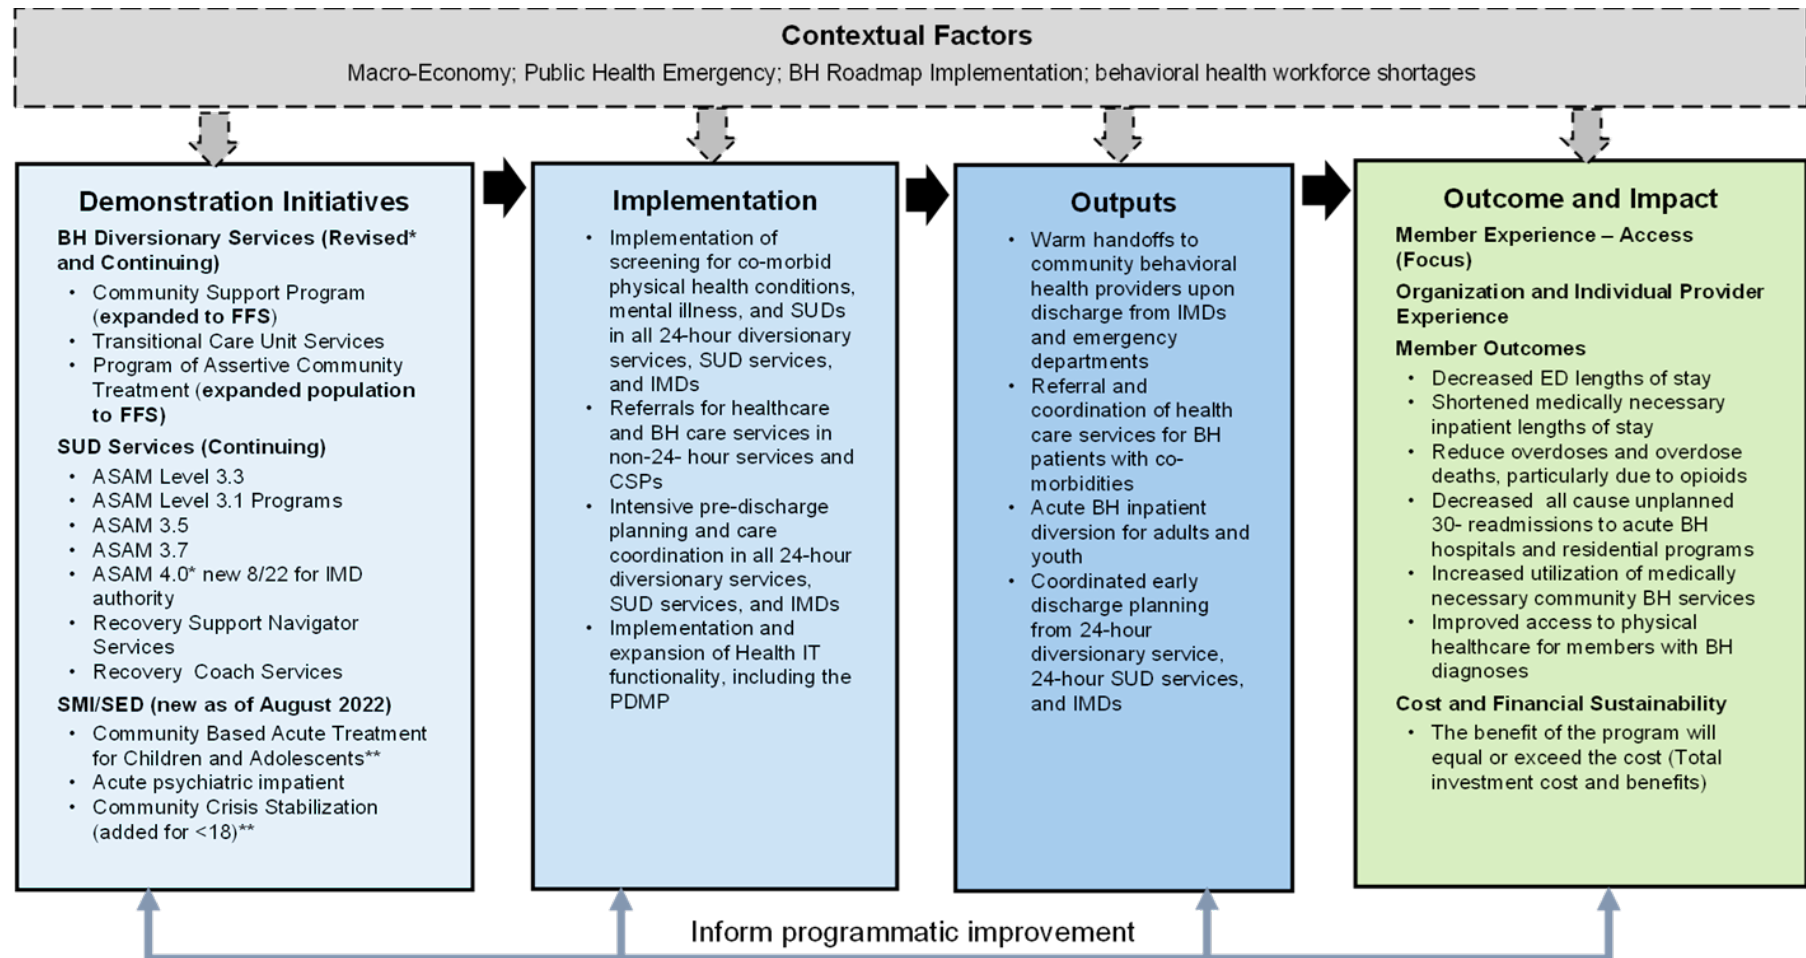 Contextual Factors
Macro-Economy; Public Health Emergency; BH Roadmap Implementation; behavioral health workforce shortages
Demonstration Initiatives
BH Diversionary Services (Revised*
and Continuing)
• Community Support Program
(expanded to FFS)
• Transitional Care Unit Services
• Program of Assertive Community
Treatment (expanded population
to FFS)
SUD Services (Continuing)
• ASAM Level 3.3
• ASAM Level 3.1 Programs
• ASAM 3.5
• ASAM 3.7
• ASAM 4.0* new 8/22 for IMD
authority
• Recovery Support Navigator
Services
• Recovery Coach Services
SMI/SED (new as of August 2022)
• Community Based Acute Treatment
for Children and Adolescents**
• Acute psychiatric impatient
• Community Crisis Stabilization
(added for <18)**
Implementation
• Implementation of
screening for co-morbid
physical health conditions,
mental illness, and SUDs
in all 24-hour diversionary
services, SUD services,
and IMDs
• Referrals for healthcare
and BH care services in
non-24- hour services and
CSPs
• Intensive pre-discharge
planning and care
coordination in all 24-hour
diversionary services,
SUD services, and IMDs
• Implementation and
expansion of Health IT
functionality, including the
PDMP
Outputs
• Warm handoffs to
community behavioral
health providers upon
discharge from IMDs
and emergency
departments
• Referral and
coordination of health
care services for BH
patients with co-
morbidities
• Acute BH inpatient
diversion for adults and
youth
• Coordinated early
discharge planning
from 24-hour
diversionary service,
24-hour SUD services,
and IMDs
Outcome and Impact
Member Experience – Access
(Focus)
Organization and Individual Provider
Experience
Member Outcomes
• Decreased ED lengths of stay
• Shortened medically necessary
inpatient lengths of stay
• Reduce overdoses and overdose
deaths, particularly due to opioids
• Decreased all cause unplanned
30- readmissions to acute BH
hospitals and residential programs
• Increased utilization of medically
necessary community BH services
• Improved access to physical
healthcare for members with BH
diagnoses
Cost and Financial Sustainability
• The benefit of the program will
equal or exceed the cost (Total
investment cost and benefits)
Inform programmatic improvement